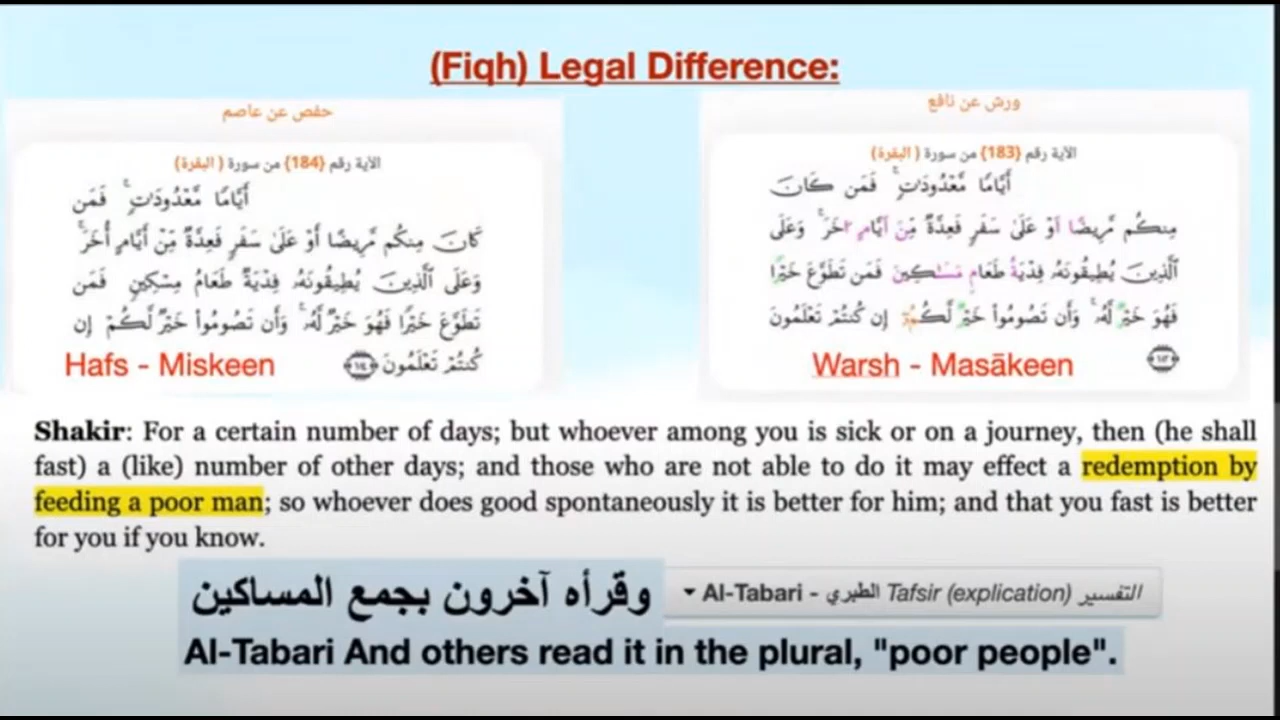 (Fiqh) Legal Difference:
حفص عن عاصم
الآية رقم {184} من سورة ( البقرة )
أَيَّامًا مَّعْدُودَٰتٍۚ فَمَن
كَانَ مِنكُم مَّرِيضًا أَوْ عَلَىٰ سَفَرٍ فَعِدَّةٌ مِّنْ أَيَّامٍ أُخَرَۚ
وَعَلَى ٱلَّذِينَ يُطِيقُونَهُۥ فِدْيَةٌ طَعَامُ مِسْكِينٍ فَمَن
تَطَوَّعَ خَيْرًا فَهُوَ خَيْرٌ لَّهُۥۚ وَأَن تَصُومُوا۟ خَيْرٌ لَّكُمْ إِن
كُنتُمْ تَعْلَمُونَ ١٨٤
Hafs - Miskeen
ورش عن نافع
الآية رقم {183} من سورة ( البقرة )
أَيَّامًا مَّعْدُودَٰتٍۚ فَمَن كَانَ
مِنكُم مَّرِيضًا اَوْ عَلَىٰ سَفَرٍ فَعِدَّةٌ مِّنَ اَيَّامٍ اخَرَۚ وَعَلَى
ٱلَّذِينَ يُطِيقُونَهُۥ فِدْيَةُ طَعَامِ مَسَٰكِينَ فَمَن تَطَوَّعَ خَيْرًا
فَهُوَ خَيْرٌ لَّهُۥۚ وَأَن تَصُومُوا۟ خَيْرٌ لَّكُمُۥٓ إِن كُنتُمْ تَعْلَمُونَ
١٨٣
Warsh - Masākeen
Shakir: For a certain number of days; but whoever among you is sick or on a journey, then (he shall
fast) a (like) number of other days; and those who are not able to do it may effect a redemption by
feeding a poor man; so whoever does good spontaneously it is better for him; and that you fast is better
for you if you know.
وقرأه آخرون بجمع المساكين
Al-Tabari - الطبري Tafsir (explication) التفسير
Al-Tabari And others read it in the plural, "poor people".